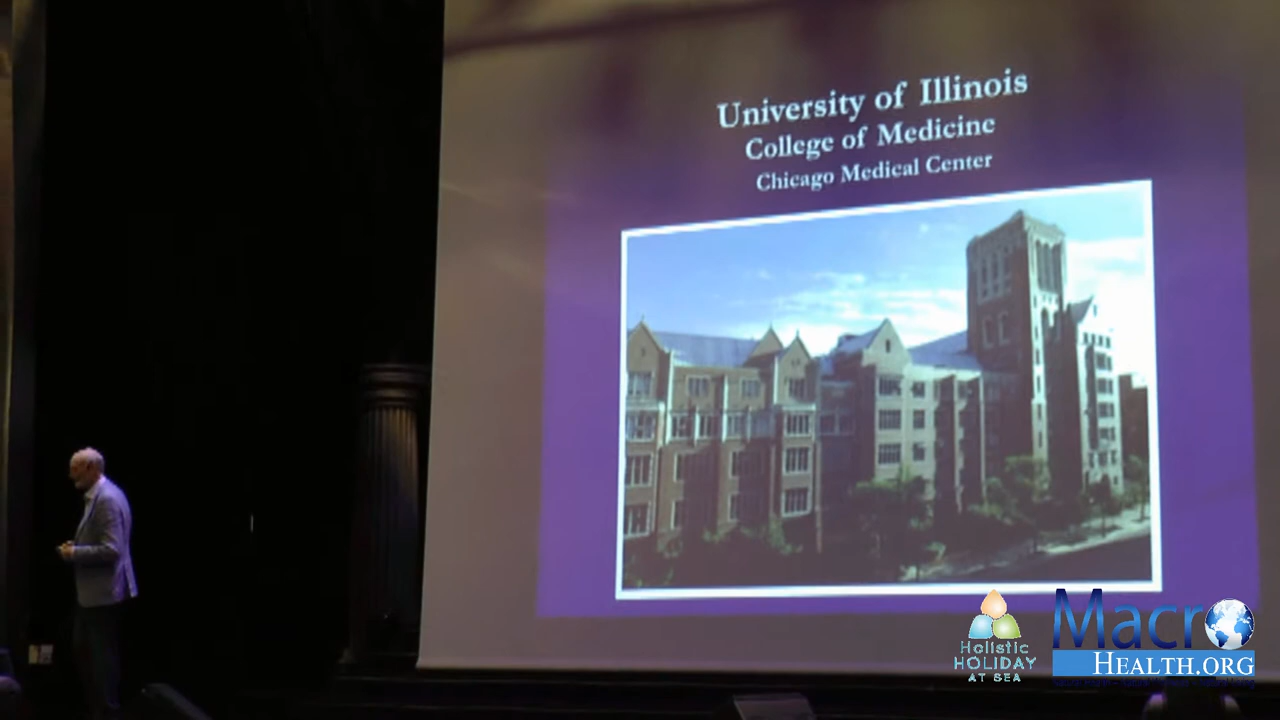 University of Illinois
College of Medicine
Chicago Medical Center
Holistic
HOLIDAY
AT SEA
Macro
HEALTH.ORG